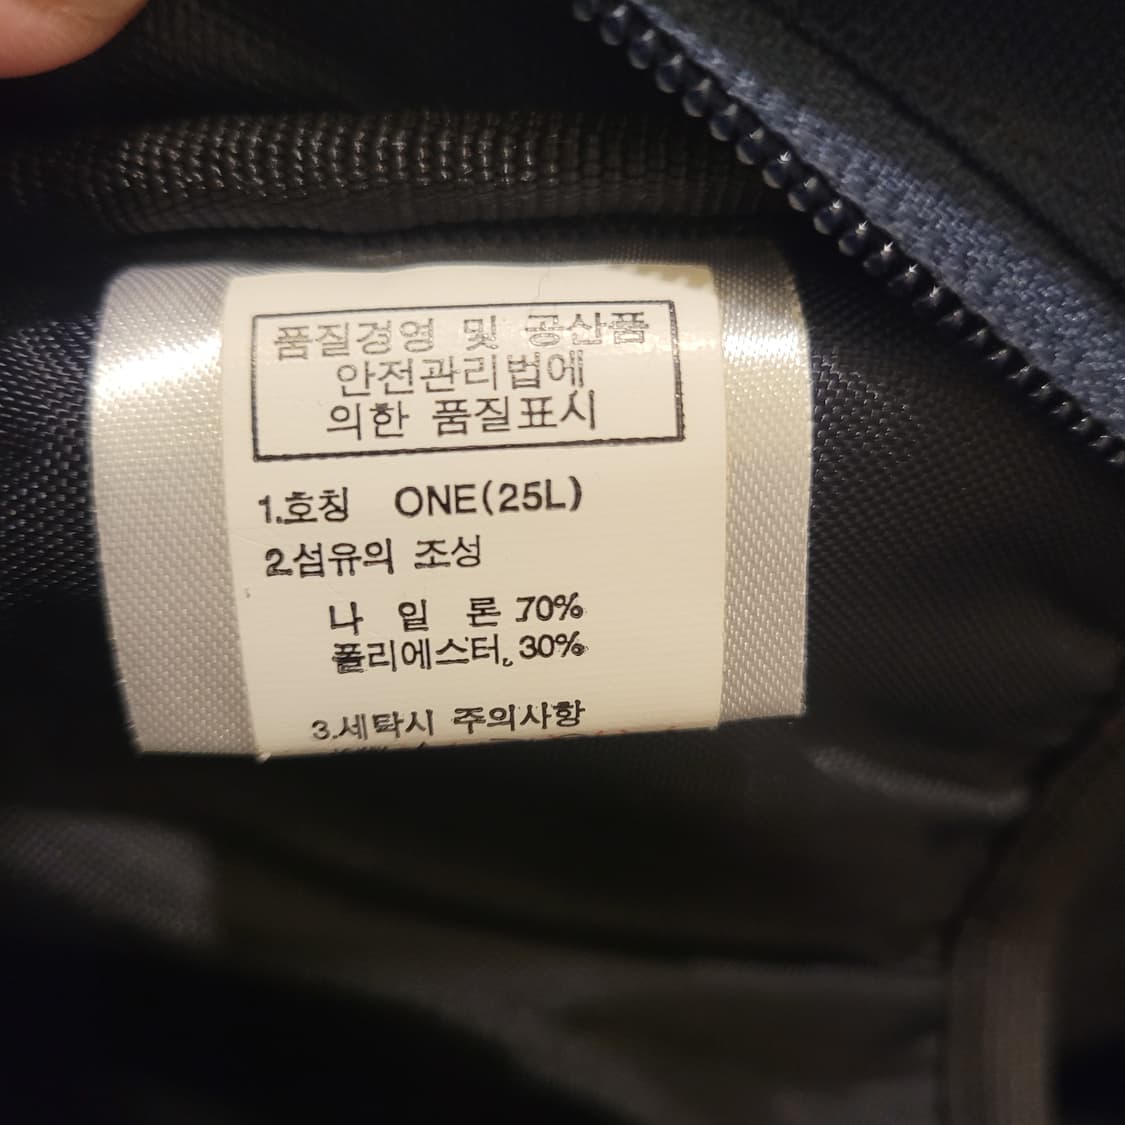 품질경영 및 공산품
안전관리법에
의한 품질표시
1.호칭 ONE(25L)
2.섬유의 조성
나 일 론 70%
폴리에스터. 30%
3.세탁시 주의사항